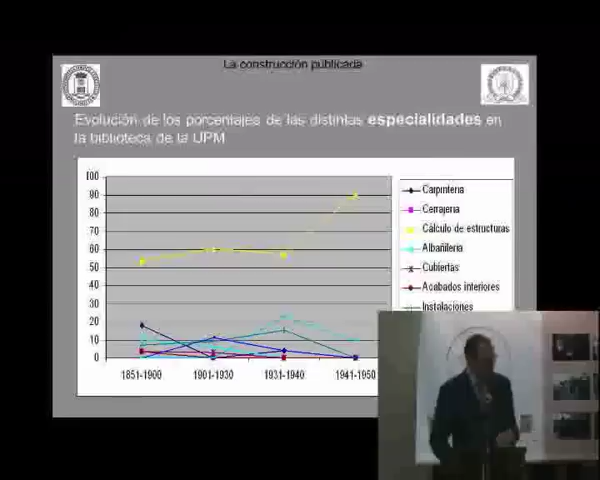 La construcción publicada
Evolución de los porcentajes de las distintas especialidades en
la biblioteca de la UPM
100
90
80
70
60
50
40
30
20
10
0
1851-1900
1901-1930
1931-1940
1941-1950
Carpintería
Cerrajería
Cálculo de estructuras
Albañilería
Cubiertas
Acabados interiores
Instalaciones